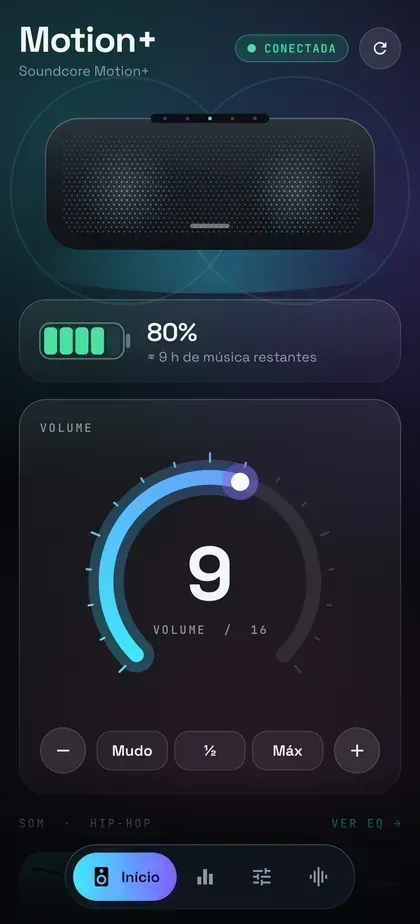 Motion+
CONECTADA
Soundcore Motion+
80%
≈ 9 h de música restantes
VOLUME
9
VOLUME / 16
− Mudo ½ Máx +
SOM · HIP-HOP VER EQ →
Início